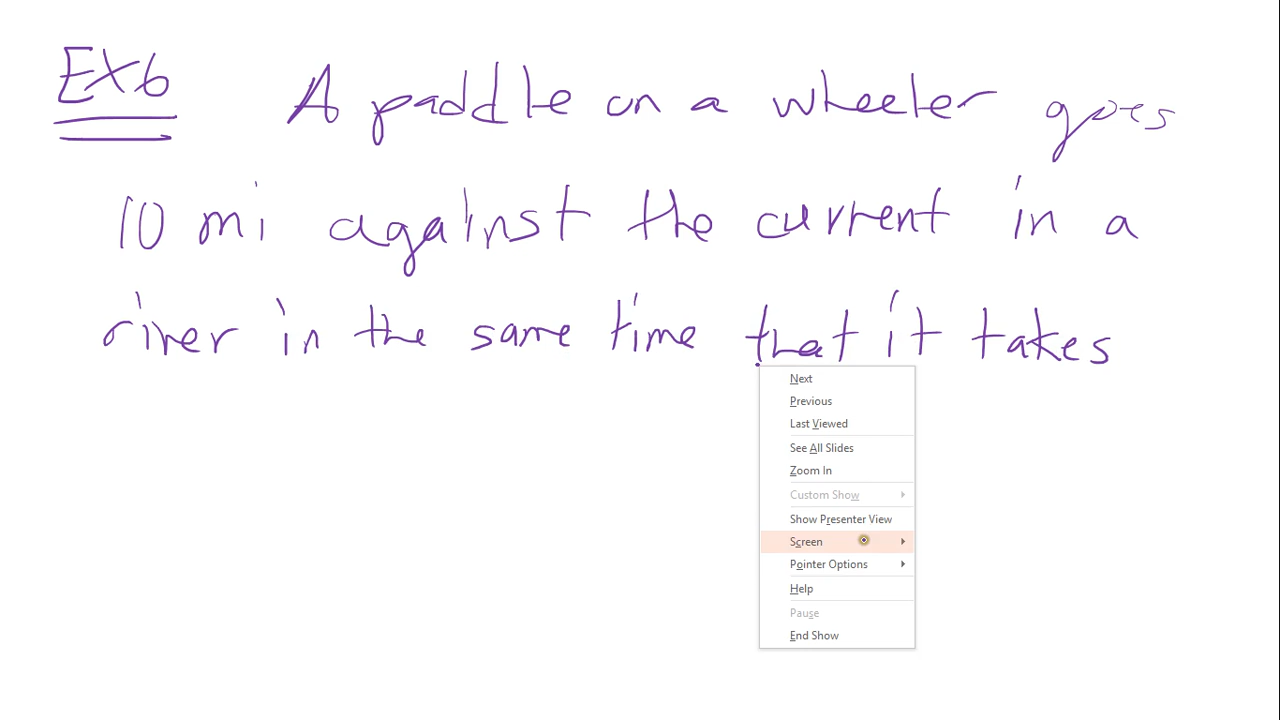 EX6 A paddle on a wheeler goes
10 mi against the current in a
river in the same time that it takes
Next
Previous
Last Viewed
See All Slides
Zoom In
Custom Show
Show Presenter View
Screen
Pointer Options
Help
Pause
End Show